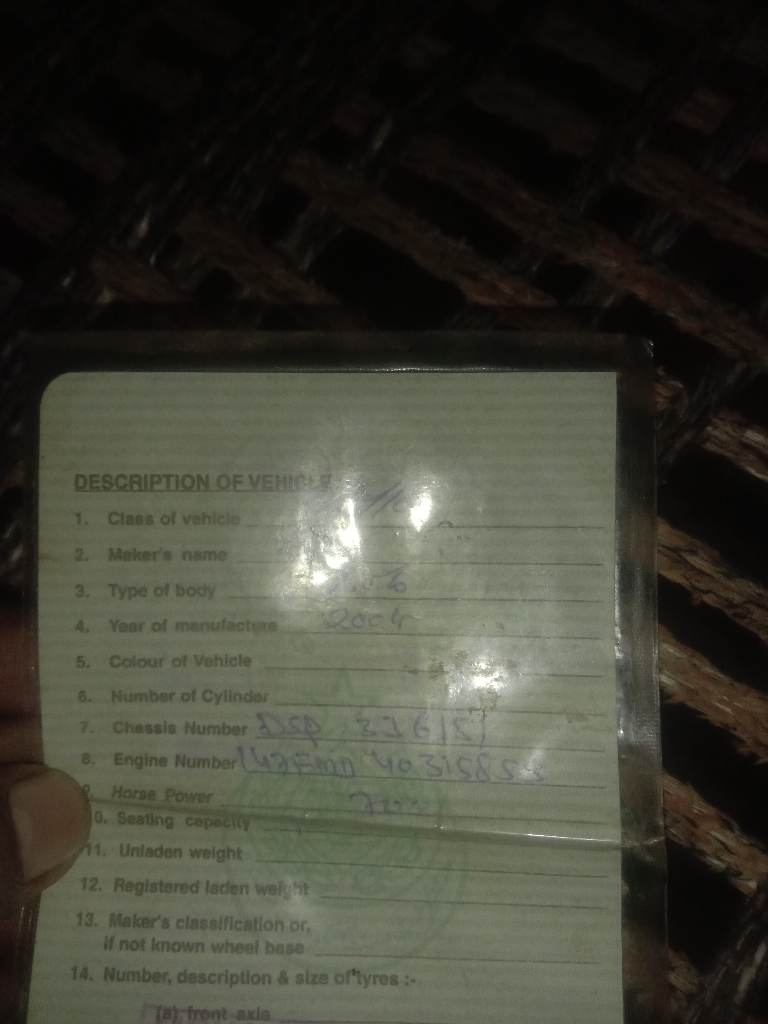 DESCRIPTION OF VEHICLE
1. Class of vehicle
2. Maker's name
3. Type of body
4. Year of menufacture 2004
5. Colour of Vehicle
6. Number of Cylinder
7. Chassis Number
8. Engine Number
9. Horse Power
10. Seating capecity
11. Unladen weight
12. Registered laden weight
13. Maker's classification or,
if not known wheel base
14. Number, description & size of tyres :-
(a) front axle